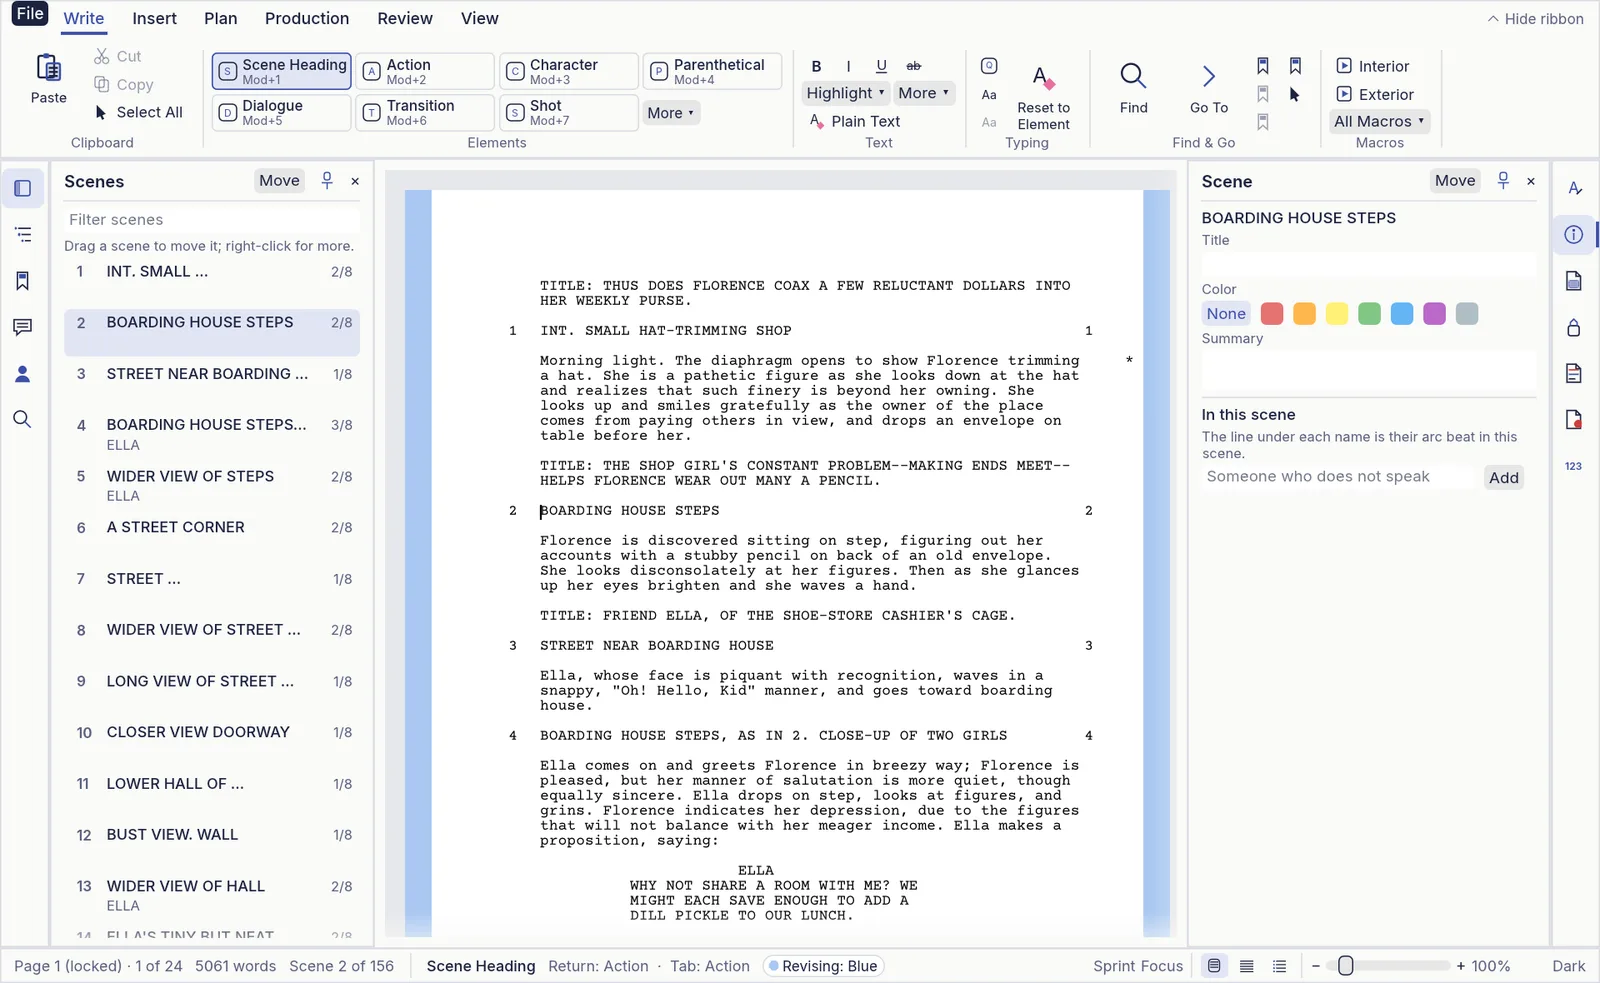 File Write Insert Plan Production Review View Hide ribbon
Paste
Cut
Copy
Select All
Clipboard
S Scene Heading Mod+1
A Action Mod+2
C Character Mod+3
P Parenthetical Mod+4
D Dialogue Mod+5
T Transition Mod+6
S Shot Mod+7
More
Elements
B I U ab
Highlight More
A Plain Text
Text
Q
Aa
Aa
A Reset to
Element
Typing
Find
Go To
Find & Go
Interior
Exterior
All Macros
Macros
Scenes Move ×
Filter scenes
Drag a scene to move it; right-click for more.
1 INT. SMALL ... 2/8
2 BOARDING HOUSE STEPS 2/8
3 STREET NEAR BOARDING ... 1/8
4 BOARDING HOUSE STEPS... 3/8
ELLA
5 WIDER VIEW OF STEPS 2/8
ELLA
6 A STREET CORNER 2/8
7 STREET ... 1/8
8 WIDER VIEW OF STREET ... 2/8
9 LONG VIEW OF STREET ... 1/8
10 CLOSER VIEW DOORWAY 1/8
11 LOWER HALL OF ... 1/8
12 BUST VIEW. WALL 1/8
13 WIDER VIEW OF HALL 2/8
ELLA
14 ELLA'S TINY BUT NEAT 2/8
TITLE: THUS DOES FLORENCE COAX A FEW RELUCTANT DOLLARS INTO
HER WEEKLY PURSE.
1 INT. SMALL HAT-TRIMMING SHOP 1
Morning light. The diaphragm opens to show Florence trimming *
a hat. She is a pathetic figure as she looks down at the hat
and realizes that such finery is beyond her owning. She
looks up and smiles gratefully as the owner of the place
comes from paying others in view, and drops an envelope on
table before her.
TITLE: THE SHOP GIRL'S CONSTANT PROBLEM--MAKING ENDS MEET--
HELPS FLORENCE WEAR OUT MANY A PENCIL.
2 BOARDING HOUSE STEPS 2
Florence is discovered sitting on step, figuring out her
accounts with a stubby pencil on back of an old envelope.
She looks disconsolately at her figures. Then as she glances
up her eyes brighten and she waves a hand.
TITLE: FRIEND ELLA, OF THE SHOE-STORE CASHIER'S CAGE.
3 STREET NEAR BOARDING HOUSE 3
Ella, whose face is piquant with recognition, waves in a
snappy, "Oh! Hello, Kid" manner, and goes toward boarding
house.
4 BOARDING HOUSE STEPS, AS IN 2. CLOSE-UP OF TWO GIRLS 4
Ella comes on and greets Florence in breezy way; Florence is
pleased, but her manner of salutation is more quiet, though
equally sincere. Ella drops on step, looks at figures, and
grins. Florence indicates her depression, due to the figures
that will not balance with her meager income. Ella makes a
proposition, saying:
ELLA
WHY NOT SHARE A ROOM WITH ME? WE
MIGHT EACH SAVE ENOUGH TO ADD A
DILL PICKLE TO OUR LUNCH.
Scene Move ×
BOARDING HOUSE STEPS
Title
Color
None
Summary
In this scene
The line under each name is their arc beat in this
scene.
Someone who does not speak Add
123
Page 1 (locked) · 1 of 24 5061 words Scene 2 of 156 Scene Heading Return: Action · Tab: Action Revising: Blue Sprint Focus − + 100% Dark